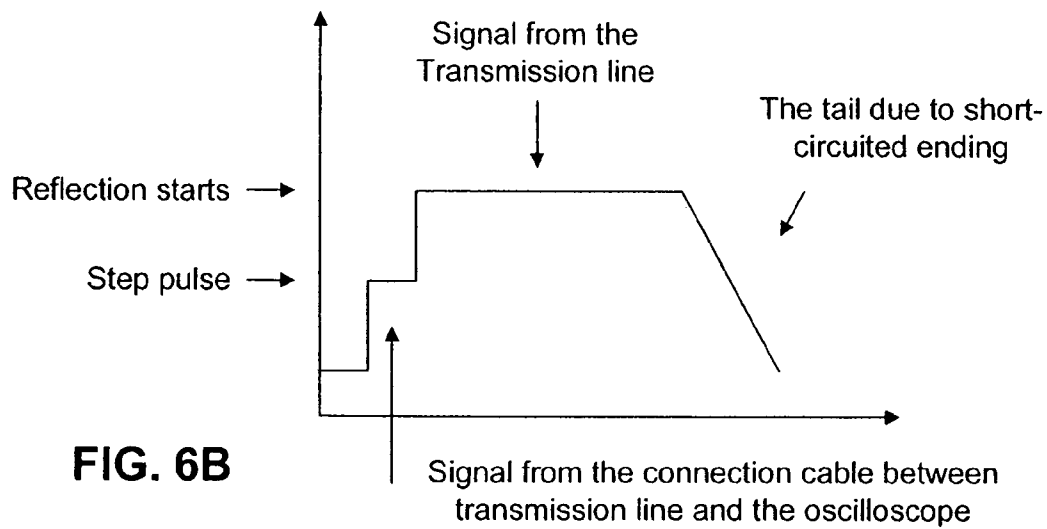 Signal from the
Transmission line
The tail due to short-
circuited ending
Reflection starts
Step pulse
FIG. 6B
Signal from the connection cable between
transmission line and the oscilloscope